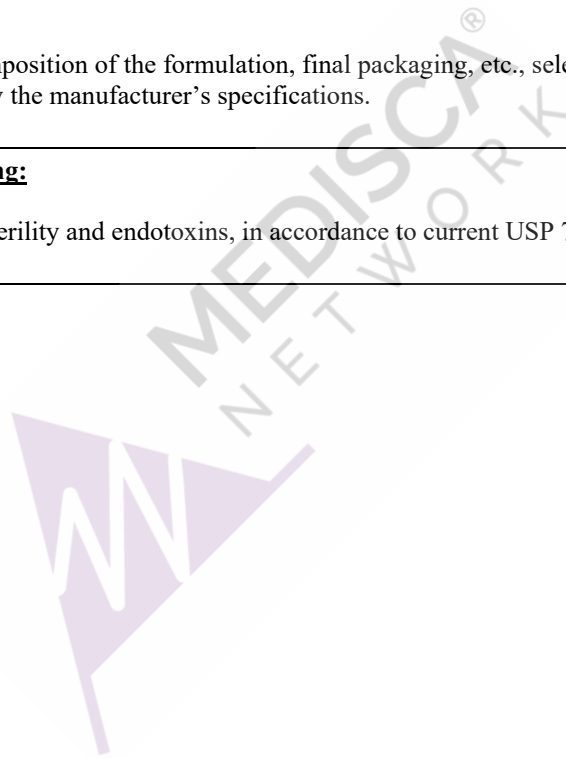 position of the formulation, final packaging, etc., sele
y the manufacturer’s specifications.
ng:
erility and endotoxins, in accordance to current USP 7
MEDISCA®
NETWORK